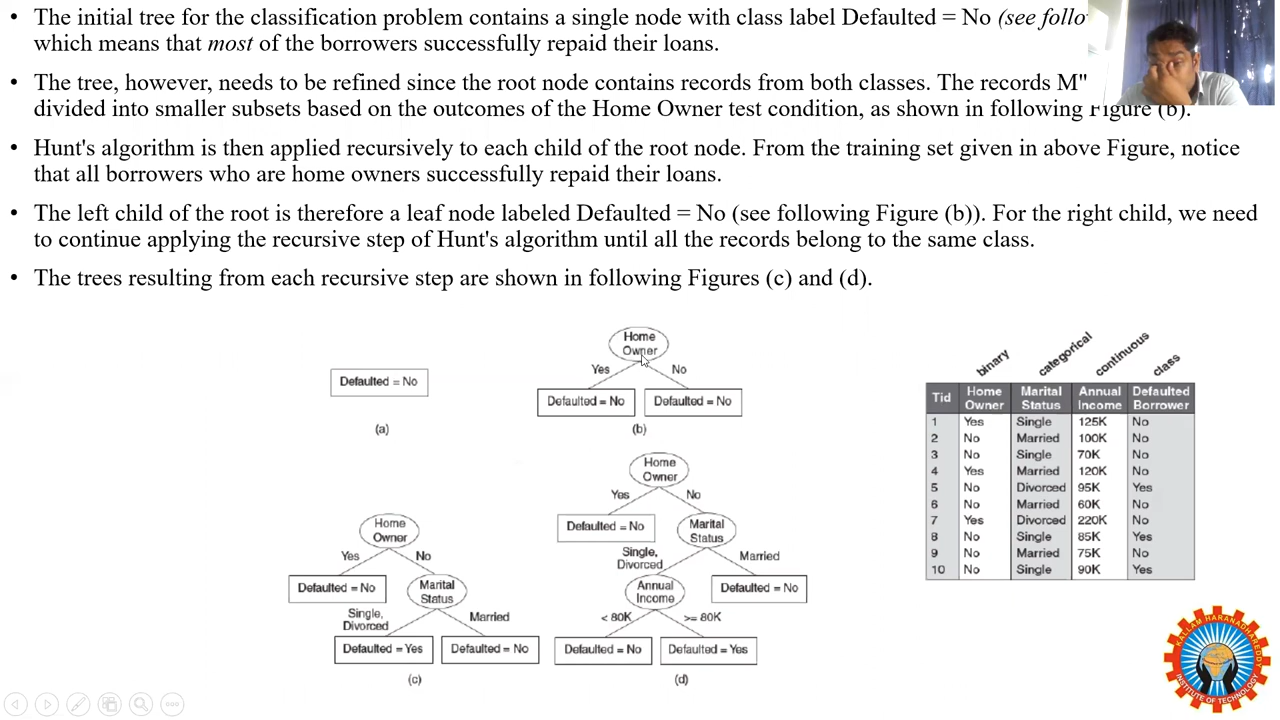 • The initial tree for the classification problem contains a single node with class label Defaulted = No (see
which means that most of the borrowers successfully repaid their loans.
• The tree, however, needs to be refined since the root node contains records from both classes. The records
divided into smaller subsets based on the outcomes of the Home Owner test condition, as shown in following Figure (b).
• Hunt's algorithm is then applied recursively to each child of the root node. From the training set given in above Figure, notice
that all borrowers who are home owners successfully repaid their loans.
• The left child of the root is therefore a leaf node labeled Defaulted = No (see following Figure (b)). For the right child, we need
to continue applying the recursive step of Hunt's algorithm until all the records belong to the same class.
• The trees resulting from each recursive step are shown in following Figures (c) and (d).
Defaulted = No
(a)
Home
Owner
Yes No
Defaulted = No Defaulted = No
(b)
Home
Owner
Yes No
Defaulted = No Marital
Status
Single,
Divorced Married
Defaulted = Yes Defaulted = No
(c)
Home
Owner
Yes No
Defaulted = No Marital
Status
Single,
Divorced Married
Annual
Income Defaulted = No
< 80K >= 80K
Defaulted = No Defaulted = Yes
(d)
binary categorical continuous class
Tid Home
Owner Marital
Status Annual
Income Defaulted
Borrower
1 Yes Single 125K No
2 No Married 100K No
3 No Single 70K No
4 Yes Married 120K No
5 No Divorced 95K Yes
6 No Married 60K No
7 Yes Divorced 220K No
8 No Single 85K Yes
9 No Married 75K No
10 No Single 90K Yes
KALLAM HARANADHAREDDY
INSTITUTE OF TECHNOLOGY